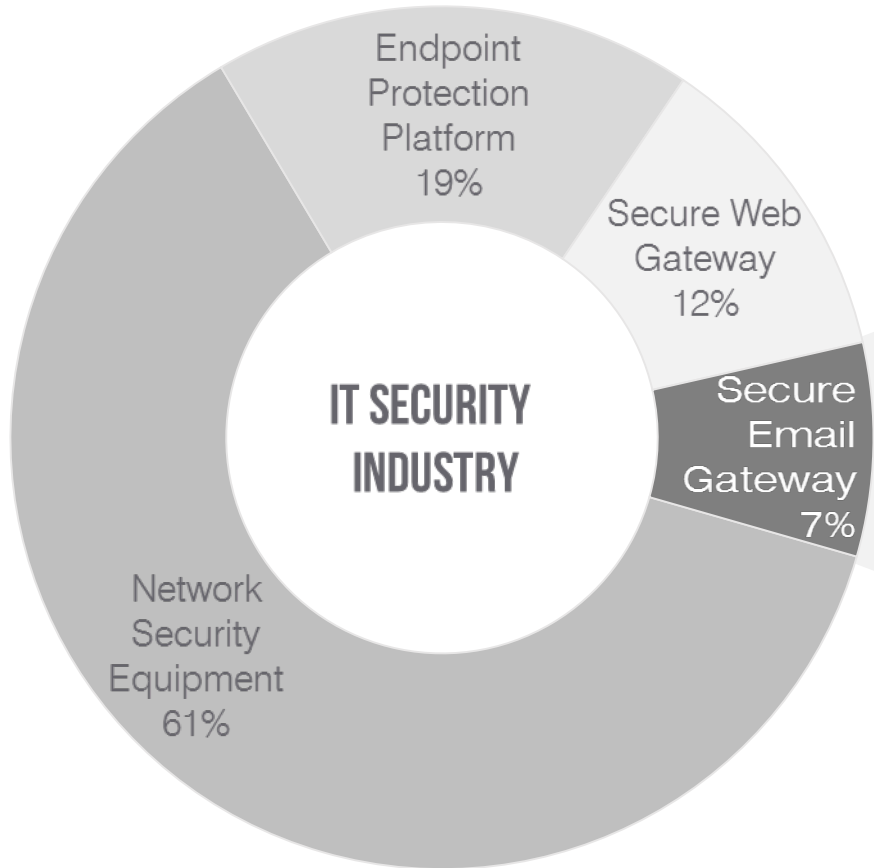 Endpoint
Protection
Platform
19%
Secure Web
Gateway
12%
Secure
Email
Gateway
7%
IT SECURITY
INDUSTRY
Network
Security
Equipment
61%